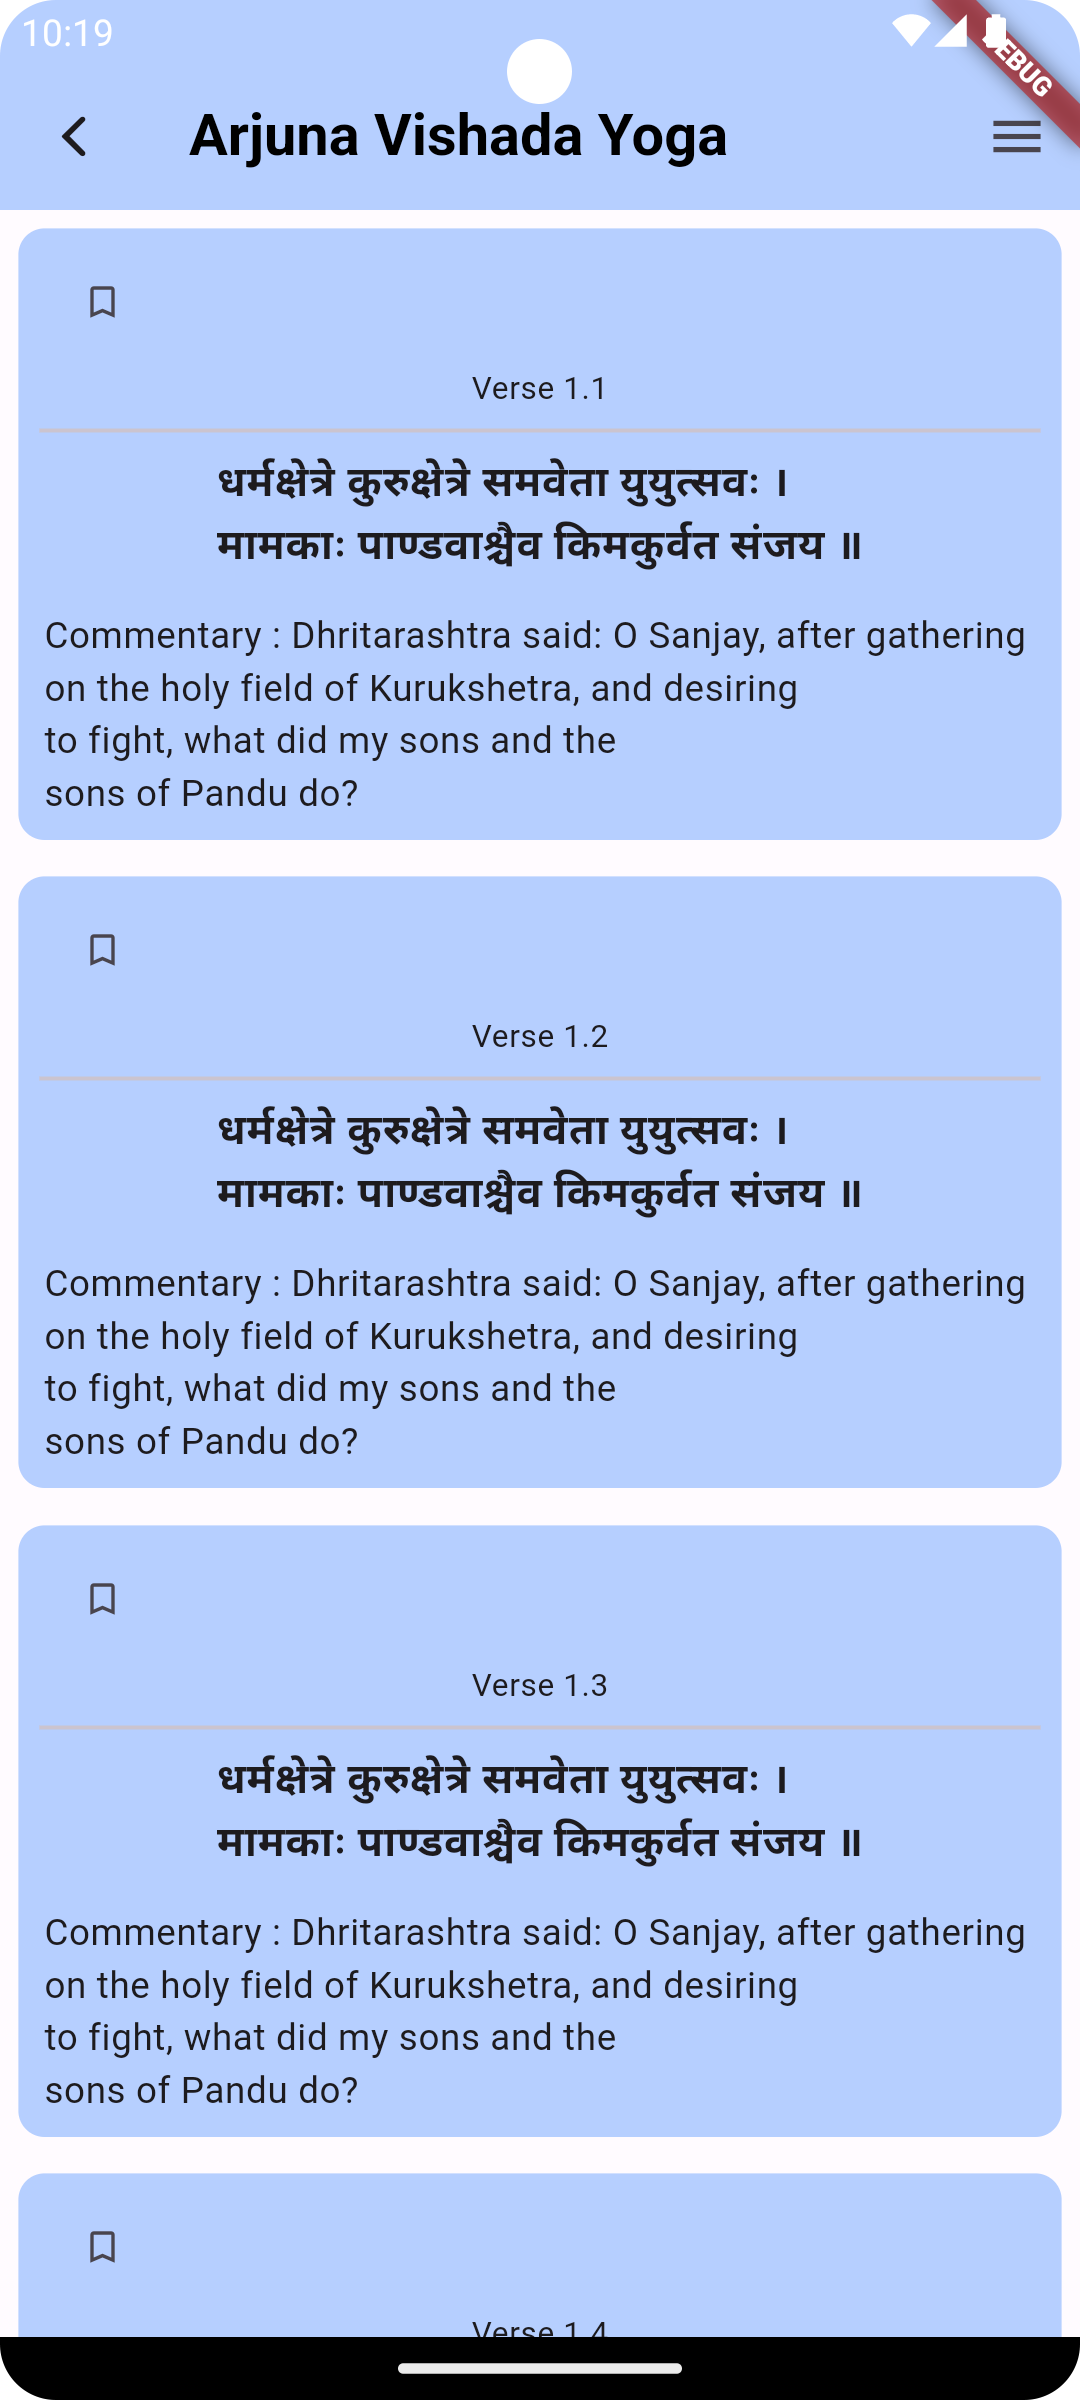 10:19
DEBUG
Arjuna Vishada Yoga
Verse 1.1
धर्मक्षेत्रे कुरुक्षेत्रे समवेता युयुत्सवः ।
मामकाः पाण्डवाश्चैव किमकुर्वत संजय ॥
Commentary : Dhritarashtra said: O Sanjay, after gathering
on the holy field of Kurukshetra, and desiring
to fight, what did my sons and the
sons of Pandu do?
Verse 1.2
धर्मक्षेत्रे कुरुक्षेत्रे समवेता युयुत्सवः ।
मामकाः पाण्डवाश्चैव किमकुर्वत संजय ॥
Commentary : Dhritarashtra said: O Sanjay, after gathering
on the holy field of Kurukshetra, and desiring
to fight, what did my sons and the
sons of Pandu do?
Verse 1.3
धर्मक्षेत्रे कुरुक्षेत्रे समवेता युयुत्सवः ।
मामकाः पाण्डवाश्चैव किमकुर्वत संजय ॥
Commentary : Dhritarashtra said: O Sanjay, after gathering
on the holy field of Kurukshetra, and desiring
to fight, what did my sons and the
sons of Pandu do?
Verse 1.4